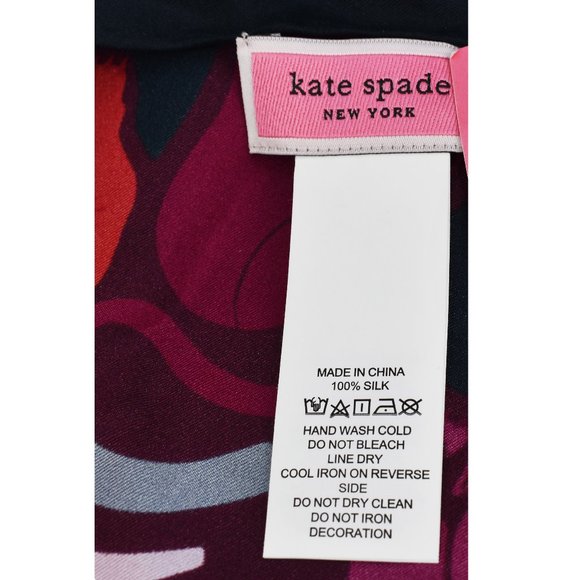 kate spade
NEW YORK
MADE IN CHINA
100% SILK
HAND WASH COLD
DO NOT BLEACH
LINE DRY
COOL IRON ON REVERSE
SIDE
DO NOT DRY CLEAN
DO NOT IRON
DECORATION